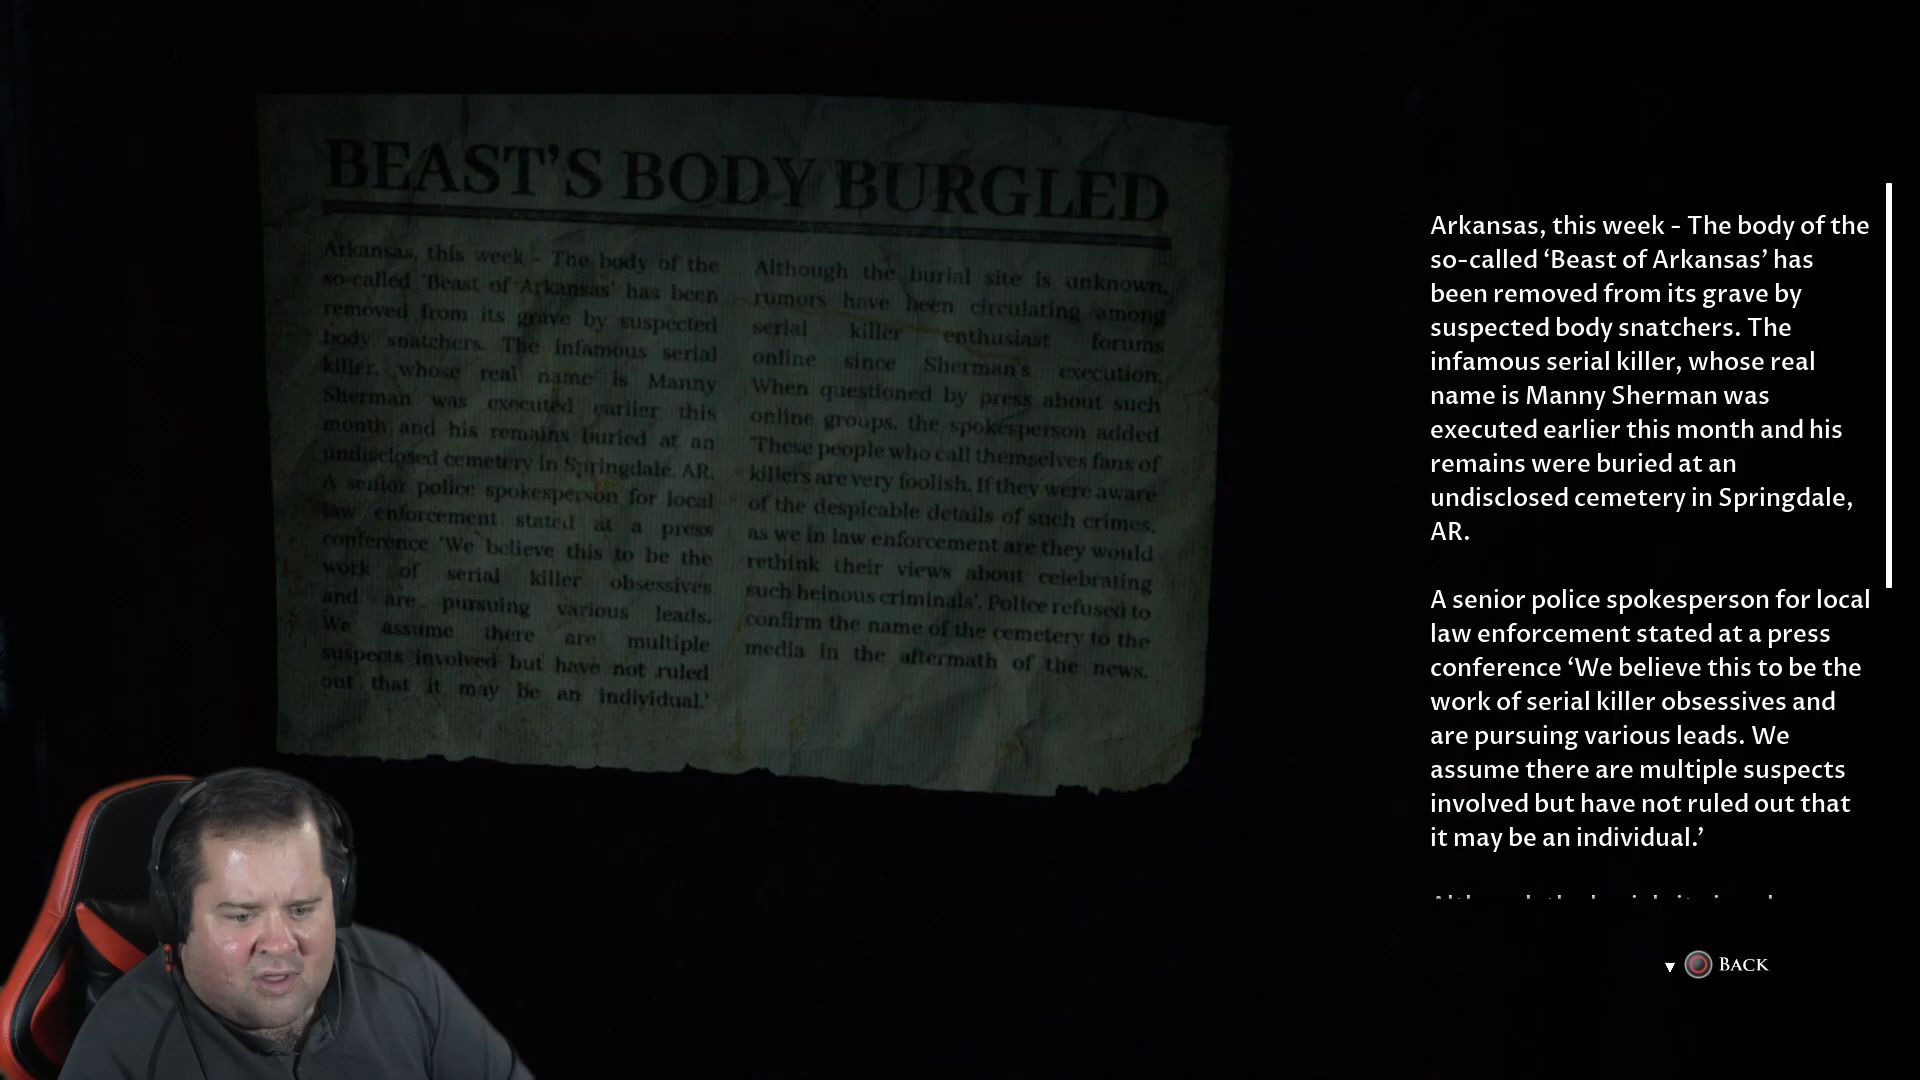 BEAST'S BODY BURGLED
Arkansas, this week - The body of the
so-called 'Beast of Arkansas' has been
removed from its grave by suspected
body snatchers. The infamous serial
killer, whose real name is Manny
Sherman was executed earlier this
month and his remains buried at an
undisclosed cemetery in Springdale, AR.
A senior police spokesperson for local
law enforcement stated at a press
conference 'We believe this to be the
work of serial killer obsessives
and are pursuing various leads.
We assume there are multiple
suspects involved but have not ruled
out that it may be an individual.'
Although the burial site is unknown,
rumors have been circulating among
serial killer enthusiast forums
online since Sherman's execution.
When questioned by press about such
online groups, the spokesperson added
'These people who call themselves fans of
killers are very foolish. If they were aware
of the despicable details of such crimes,
as we in law enforcement are they would
rethink their views about celebrating
such heinous criminals'. Police refused to
confirm the name of the cemetery to the
media in the aftermath of the news.
Arkansas, this week - The body of the
so-called ‘Beast of Arkansas’ has
been removed from its grave by
suspected body snatchers. The
infamous serial killer, whose real
name is Manny Sherman was
executed earlier this month and his
remains were buried at an
undisclosed cemetery in Springdale,
AR.
A senior police spokesperson for local
law enforcement stated at a press
conference ‘We believe this to be the
work of serial killer obsessives and
are pursuing various leads. We
assume there are multiple suspects
involved but have not ruled out that
it may be an individual.’
BACK